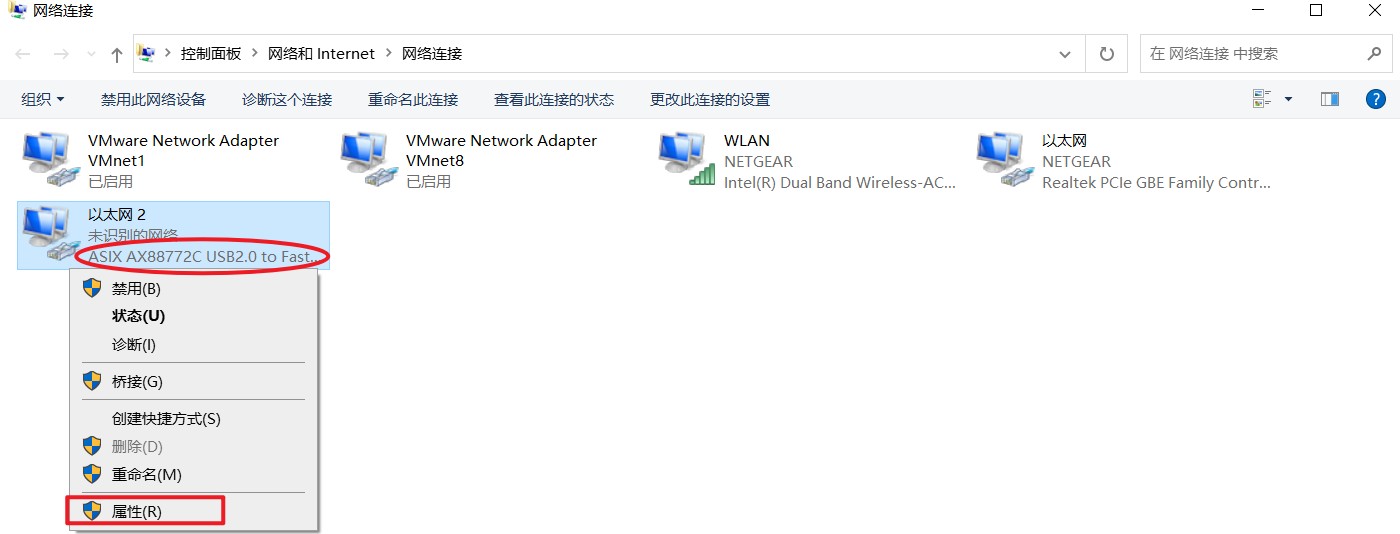 网络连接
控制面板 网络和 Internet 网络连接
在 网络连接 中搜索
组织 禁用此网络设备 诊断这个连接 重命名此连接 查看此连接的状态 更改此连接的设置
VMware Network Adapter
VMnet1
已启用
VMware Network Adapter
VMnet8
已启用
WLAN
NETGEAR
Intel(R) Dual Band Wireless-AC...
以太网
NETGEAR
Realtek PCIe GBE Family Contr...
以太网 2
未识别的网络
ASIX AX88772C USB2.0 to Fast...
禁用(B)
状态(U)
诊断(I)
桥接(G)
创建快捷方式(S)
删除(D)
重命名(M)
属性(R)